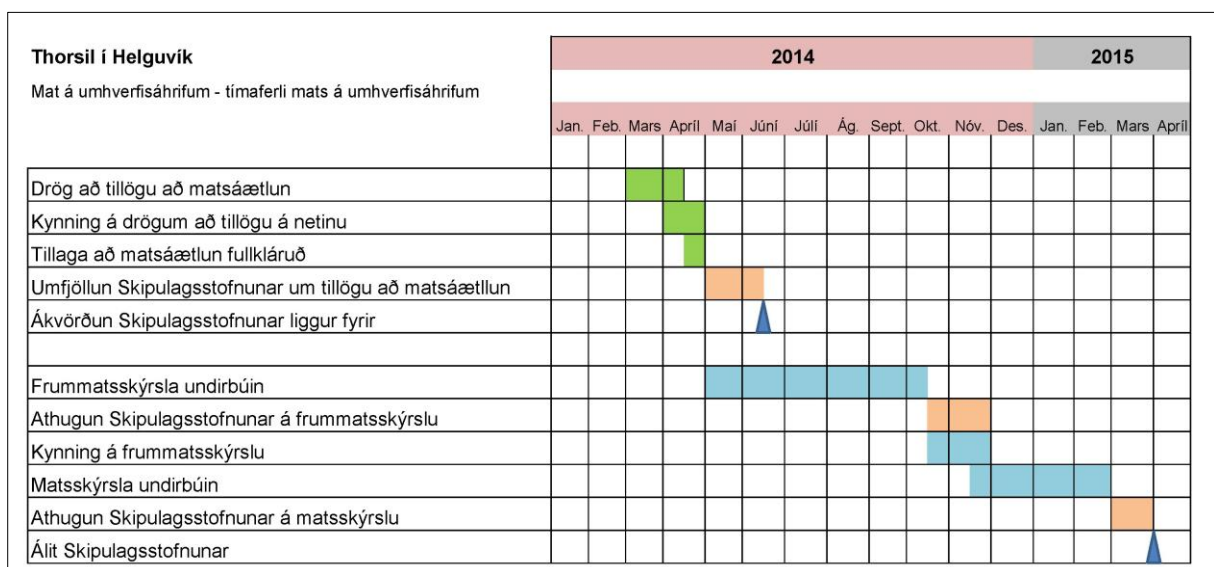 Thorsil í Helguvík 2014 2015
Mat á umhverfisáhrifum - tímaferli mats á umhverfisáhrifum
Jan. Feb. Mars Apríl Maí Júní Júlí Ág. Sept. Okt. Nóv. Des. Jan. Feb. Mars Apríl
Drög að tillögu að matsáætlun
Kynning á drögum að tillögu á netinu
Tillaga að matsáætlun fullkláruð
Umfjöllun Skipulagsstofnunar um tillögu að matsáætllun
Ákvörðun Skipulagsstofnunar liggur fyrir
Frummatsskýrsla undirbúin
Athugun Skipulagsstofnunar á frummatsskýrslu
Kynning á frummatsskýrslu
Matsskýrsla undirbúin
Athugun Skipulagsstofnunar á matsskýrslu
Álit Skipulagsstofnunar